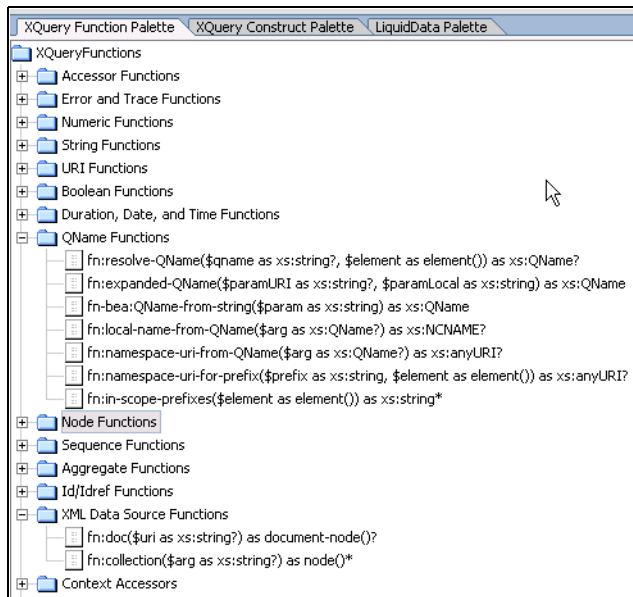 XQuery Function Palette XQuery Construct Palette LiquidData Palette
XQueryFunctions
Accessor Functions
Error and Trace Functions
Numeric Functions
String Functions
URI Functions
Boolean Functions
Duration, Date, and Time Functions
QName Functions
fn:resolve-QName($qname as xs:string?, $element as element()) as xs:QName?
fn:expanded-QName($paramURI as xs:string?, $paramLocal as xs:string) as xs:QName
fn-bea:QName-from-string($param as xs:string) as xs:QName
fn:local-name-from-QName($arg as xs:QName?) as xs:NCNAME?
fn:namespace-uri-from-QName($arg as xs:QName?) as xs:anyURI?
fn:namespace-uri-for-prefix($prefix as xs:string, $element as element()) as xs:anyURI?
fn:in-scope-prefixes($element as element()) as xs:string*
Node Functions
Sequence Functions
Aggregate Functions
Id/Idref Functions
XML Data Source Functions
fn:doc($uri as xs:string?) as document-node()?
fn:collection($arg as xs:string?) as node()*
Context Accessors